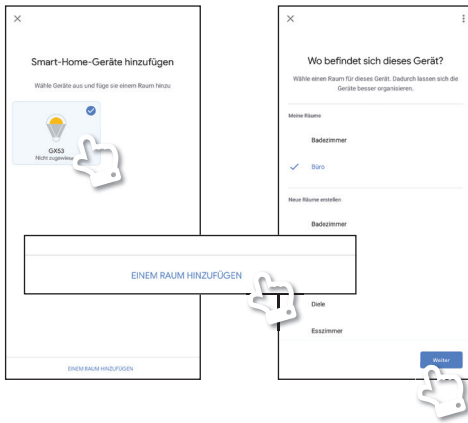 Smart-Home-Geräte hinzufügen
Wähle Geräte aus und füge sie einem Raum hinzu
GX53
Nicht zugewiesen
EINEM RAUM HINZUFÜGEN
EINEM RAUM HINZUFÜGEN
Wo befindet sich dieses Gerät?
Wähle einen Raum für dieses Gerät. Dadurch lassen sich die
Geräte besser organisieren.
Meine Räume
Badezimmer
Büro
Neue Räume erstellen
Badezimmer
Diele
Esszimmer
Weiter